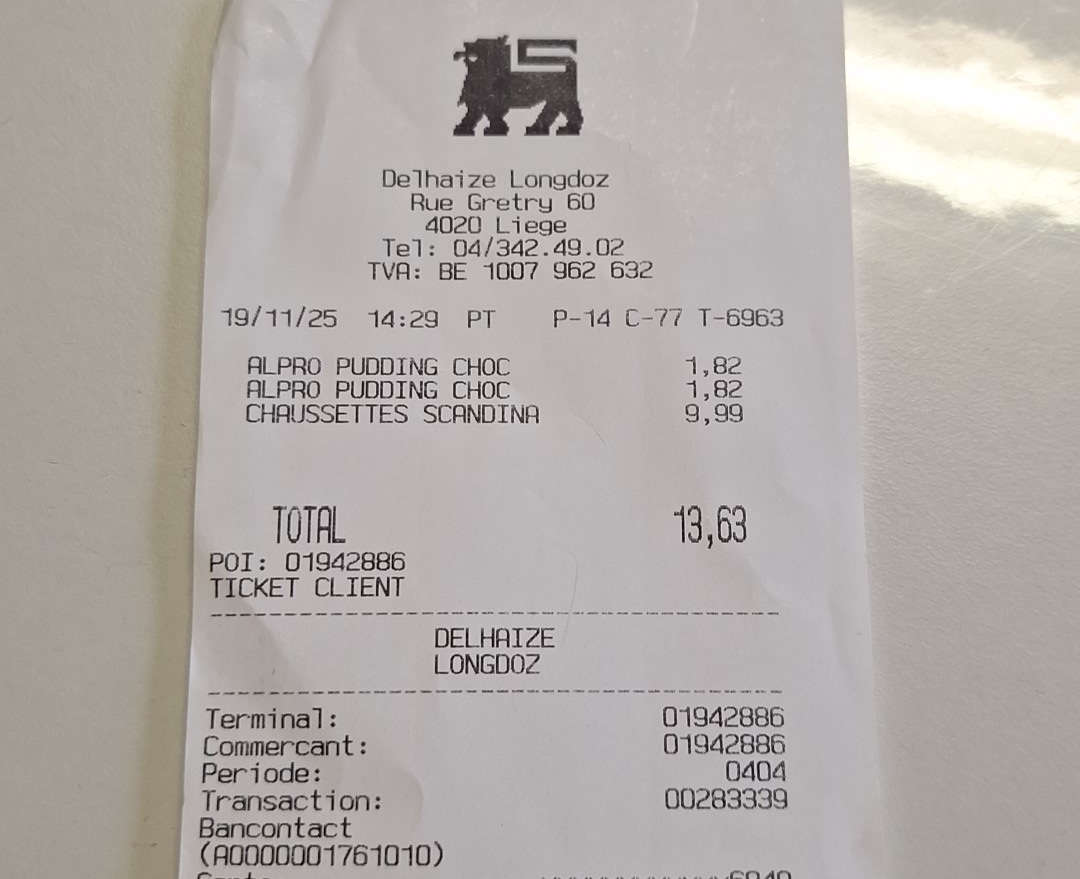 Delhaize Longdoz
Rue Gretry 60
4020 Liege
Tel: 04/342.49.02
TVA: BE 1007 962 632
19/11/25 14:29 PT P-14 C-77 T-6963
ALPRO PUDDING CHOC 1,82
ALPRO PUDDING CHOC 1,82
CHAUSSETTES SCANDINA 9,99
TOTAL 13,63
POI: 01942886
TICKET CLIENT
DELHAIZE
LONGDOZ
Terminal: 01942886
Commercant: 01942886
Periode: 0404
Transaction: 00283339
Bancontact
(A0000001761010)